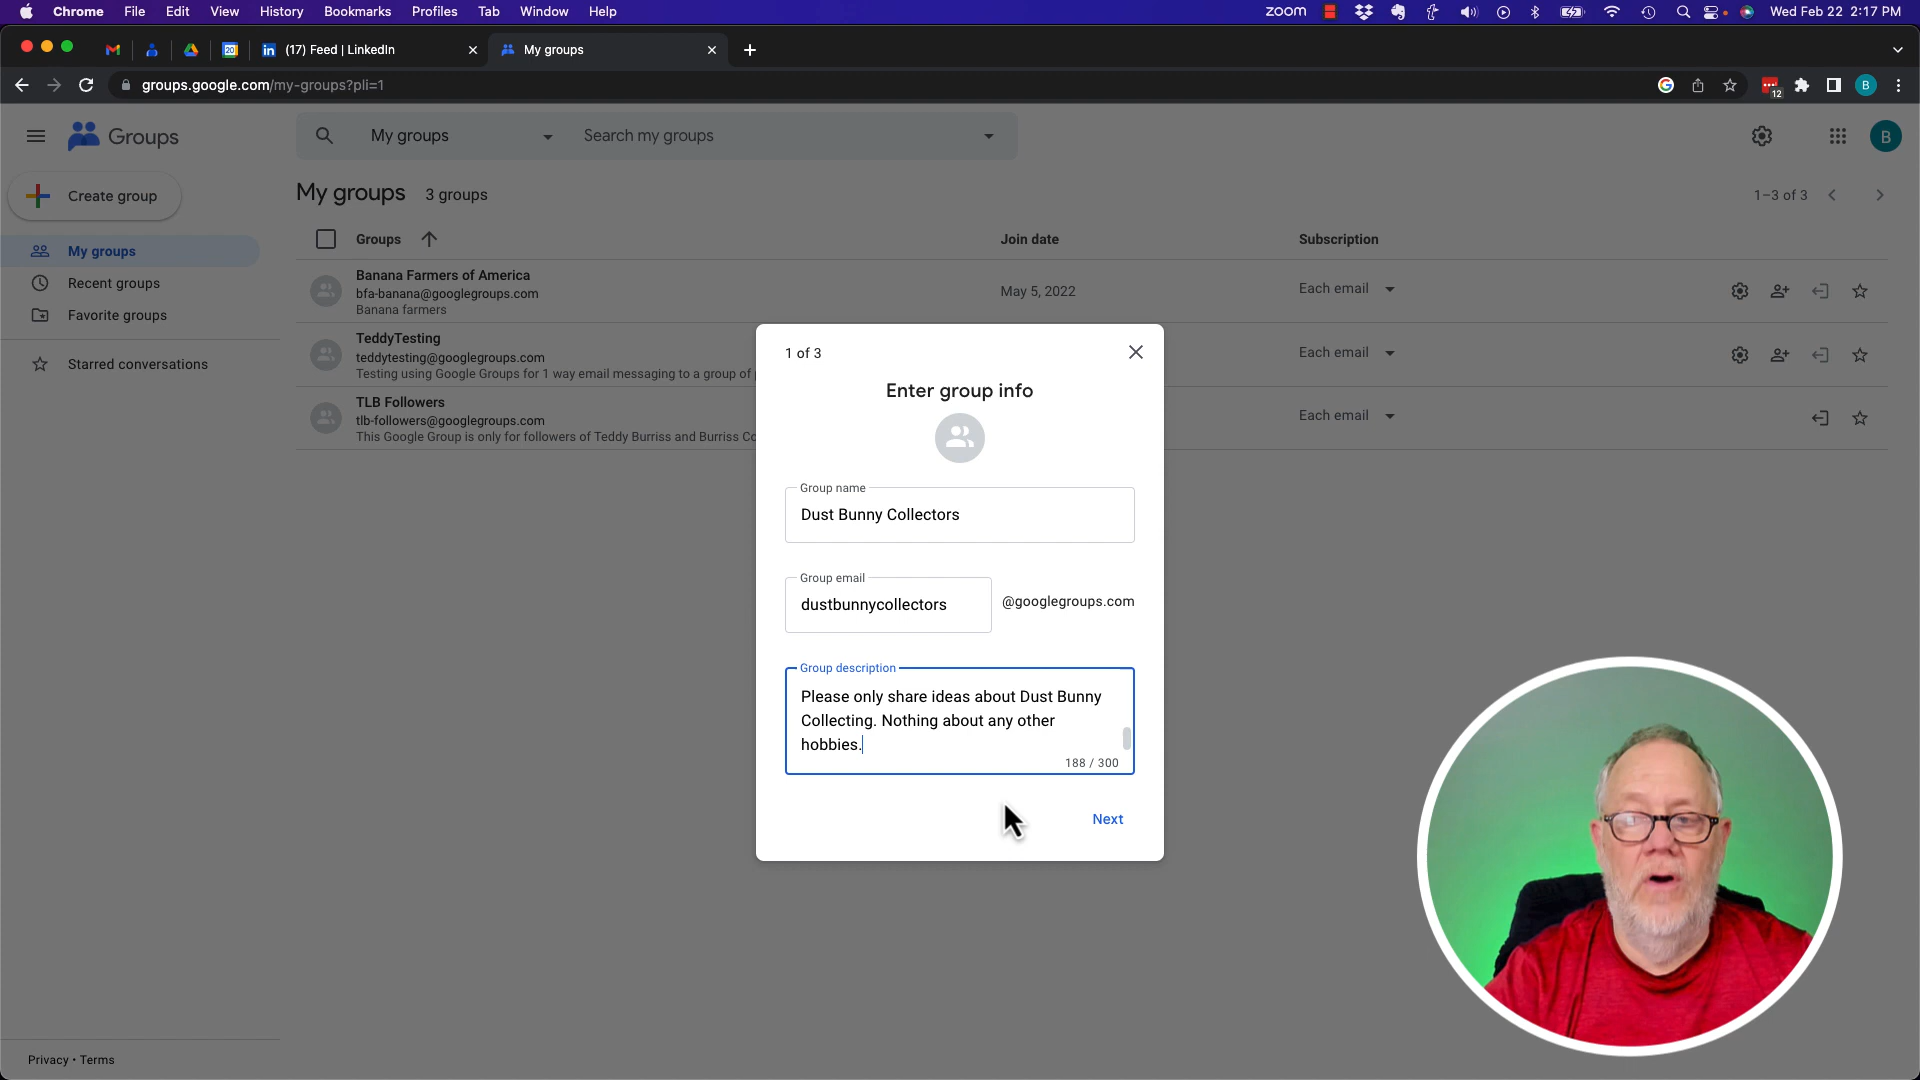 Chrome File Edit View History Bookmarks Profiles Tab Window Help zoom Wed Feb 22 2:17 PM
20 in (17) Feed | LinkedIn My groups
groups.google.com/my-groups?pli=1 12 B
Groups My groups Search my groups B
Create group
My groups 3 groups 1–3 of 3
Groups Join date Subscription
My groups
Recent groups
Favorite groups
Starred conversations
Banana Farmers of America
bfa-banana@googlegroups.com May 5, 2022 Each email
Banana farmers
TeddyTesting
teddytesting@googlegroups.com Each email
Testing using Google Groups for 1 way email messaging to a group of
TLB Followers
tlb-followers@googlegroups.com Each email
This Google Group is only for followers of Teddy Burriss and Burriss Co
1 of 3
Enter group info
Group name
Dust Bunny Collectors
Group email
dustbunnycollectors @googlegroups.com
Group description
Please only share ideas about Dust Bunny
Collecting. Nothing about any other
hobbies.
188 / 300
Next
Privacy • Terms